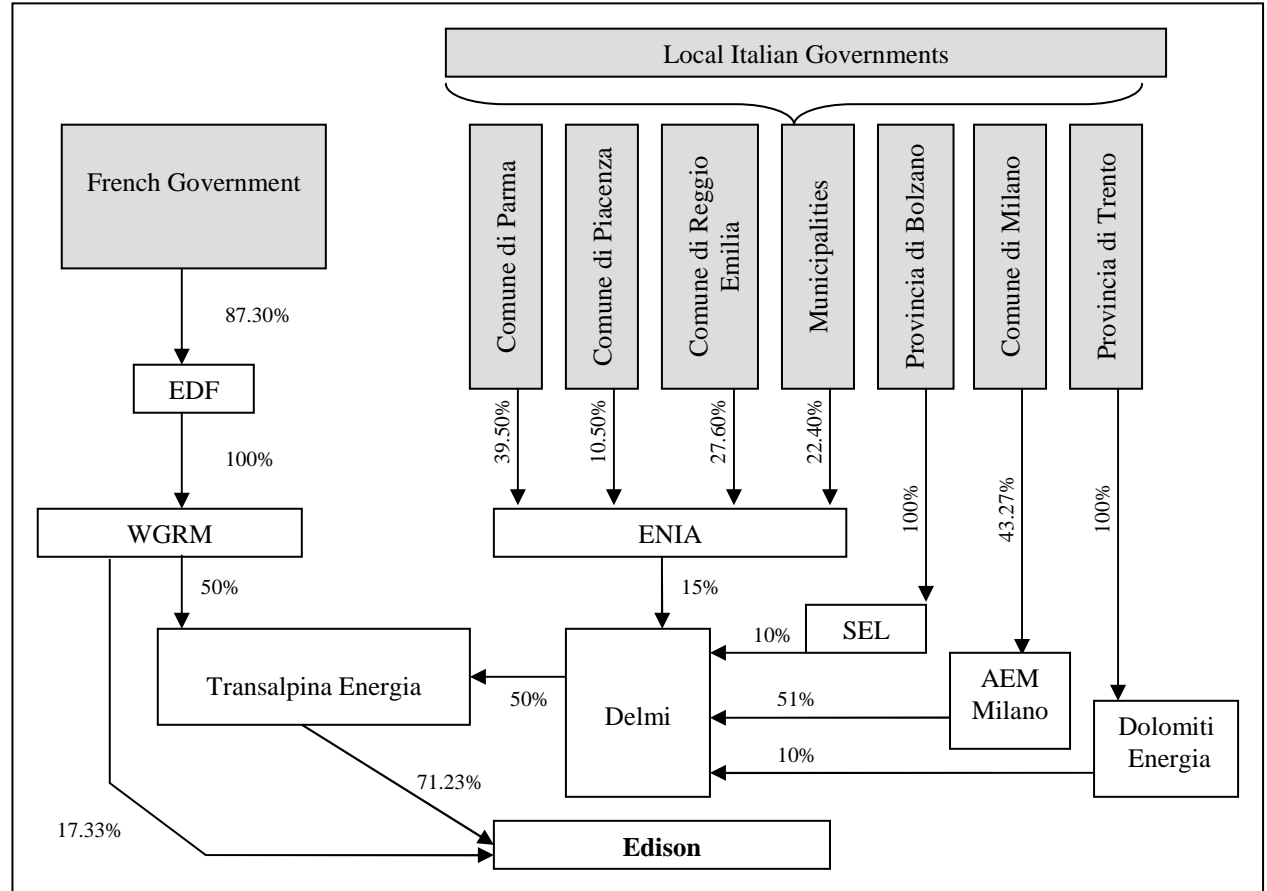 Local Italian Governments
French Government
Comune di Parma
Comune di Piacenza
Comune di Reggio
Emilia
Municipalities
Provincia di Bolzano
Comune di Milano
Provincia di Trento
87.30%
EDF
39.50%
10.50%
27.60%
22.40%
100%
43.27%
100%
100%
WGRM
ENIA
50%
15%
SEL
10%
Transalpina Energia
50%
Delmi
51%
AEM
Milano
Dolomiti
Energia
10%
71.23%
17.33%
Edison